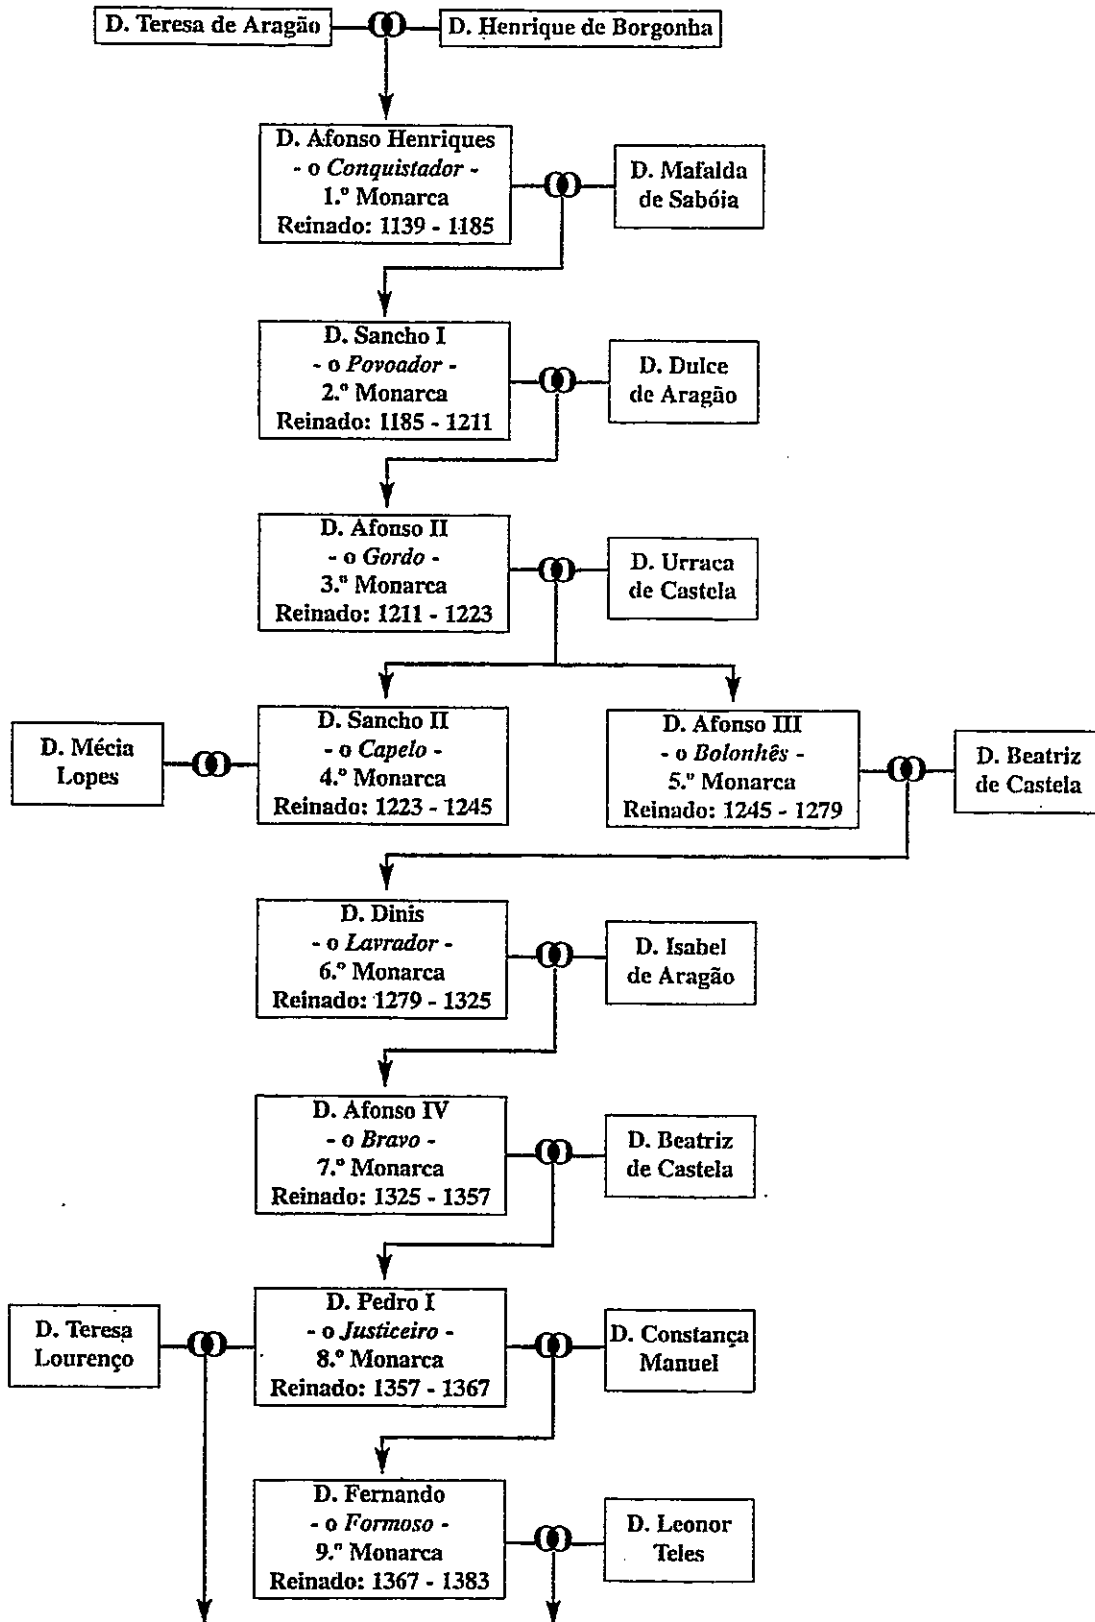 D. Teresa de Aragão
D. Henrique de Borgonha
D. Afonso Henriques
- o Conquistador -
1.º Monarca
Reinado: 1139 - 1185
D. Mafalda
de Sabóia
D. Sancho I
- o Povoador -
2.º Monarca
Reinado: 1185 - 1211
D. Dulce
de Aragão
D. Afonso II
- o Gordo -
3.º Monarca
Reinado: 1211 - 1223
D. Urraca
de Castela
D. Mécia
Lopes
D. Sancho II
- o Capelo -
4.º Monarca
Reinado: 1223 - 1245
D. Afonso III
- o Bolonhês -
5.º Monarca
Reinado: 1245 - 1279
D. Beatriz
de Castela
D. Dinis
- o Lavrador -
6.º Monarca
Reinado: 1279 - 1325
D. Isabel
de Aragão
D. Afonso IV
- o Bravo -
7.º Monarca
Reinado: 1325 - 1357
D. Beatriz
de Castela
D. Teresa
Lourenço
D. Pedro I
- o Justiceiro -
8.º Monarca
Reinado: 1357 - 1367
D. Constança
Manuel
D. Fernando
- o Formoso -
9.º Monarca
Reinado: 1367 - 1383
D. Leonor
Teles